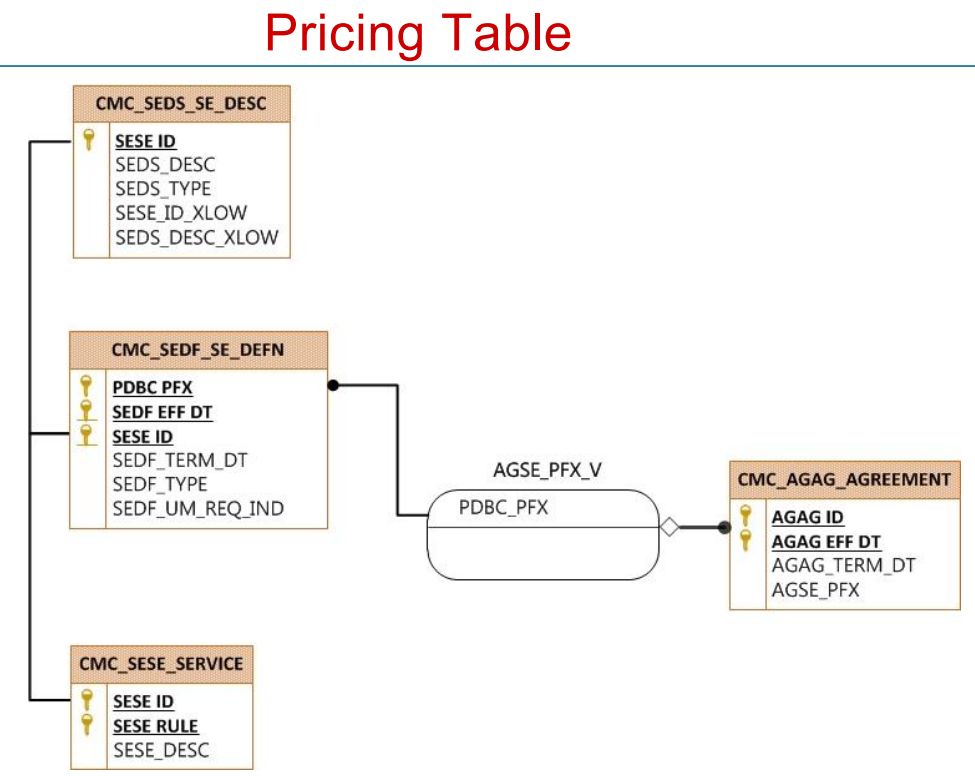 Pricing Table
CMC_SEDS_SE_DESC
SESE ID
SEDS_DESC
SEDS_TYPE
SESE_ID_XLOW
SEDS_DESC_XLOW
CMC_SEDF_SE_DEFN
PDBC PFX
SEDF EFF DT
SESE ID
SEDF_TERM_DT
SEDF_TYPE
SEDF_UM_REQ_IND
AGSE_PFX_V
PDBC_PFX
CMC_AGAG_AGREEMENT
AGAG ID
AGAG EFF DT
AGAG_TERM_DT
AGSE_PFX
CMC_SESE_SERVICE
SESE ID
SESE RULE
SESE_DESC